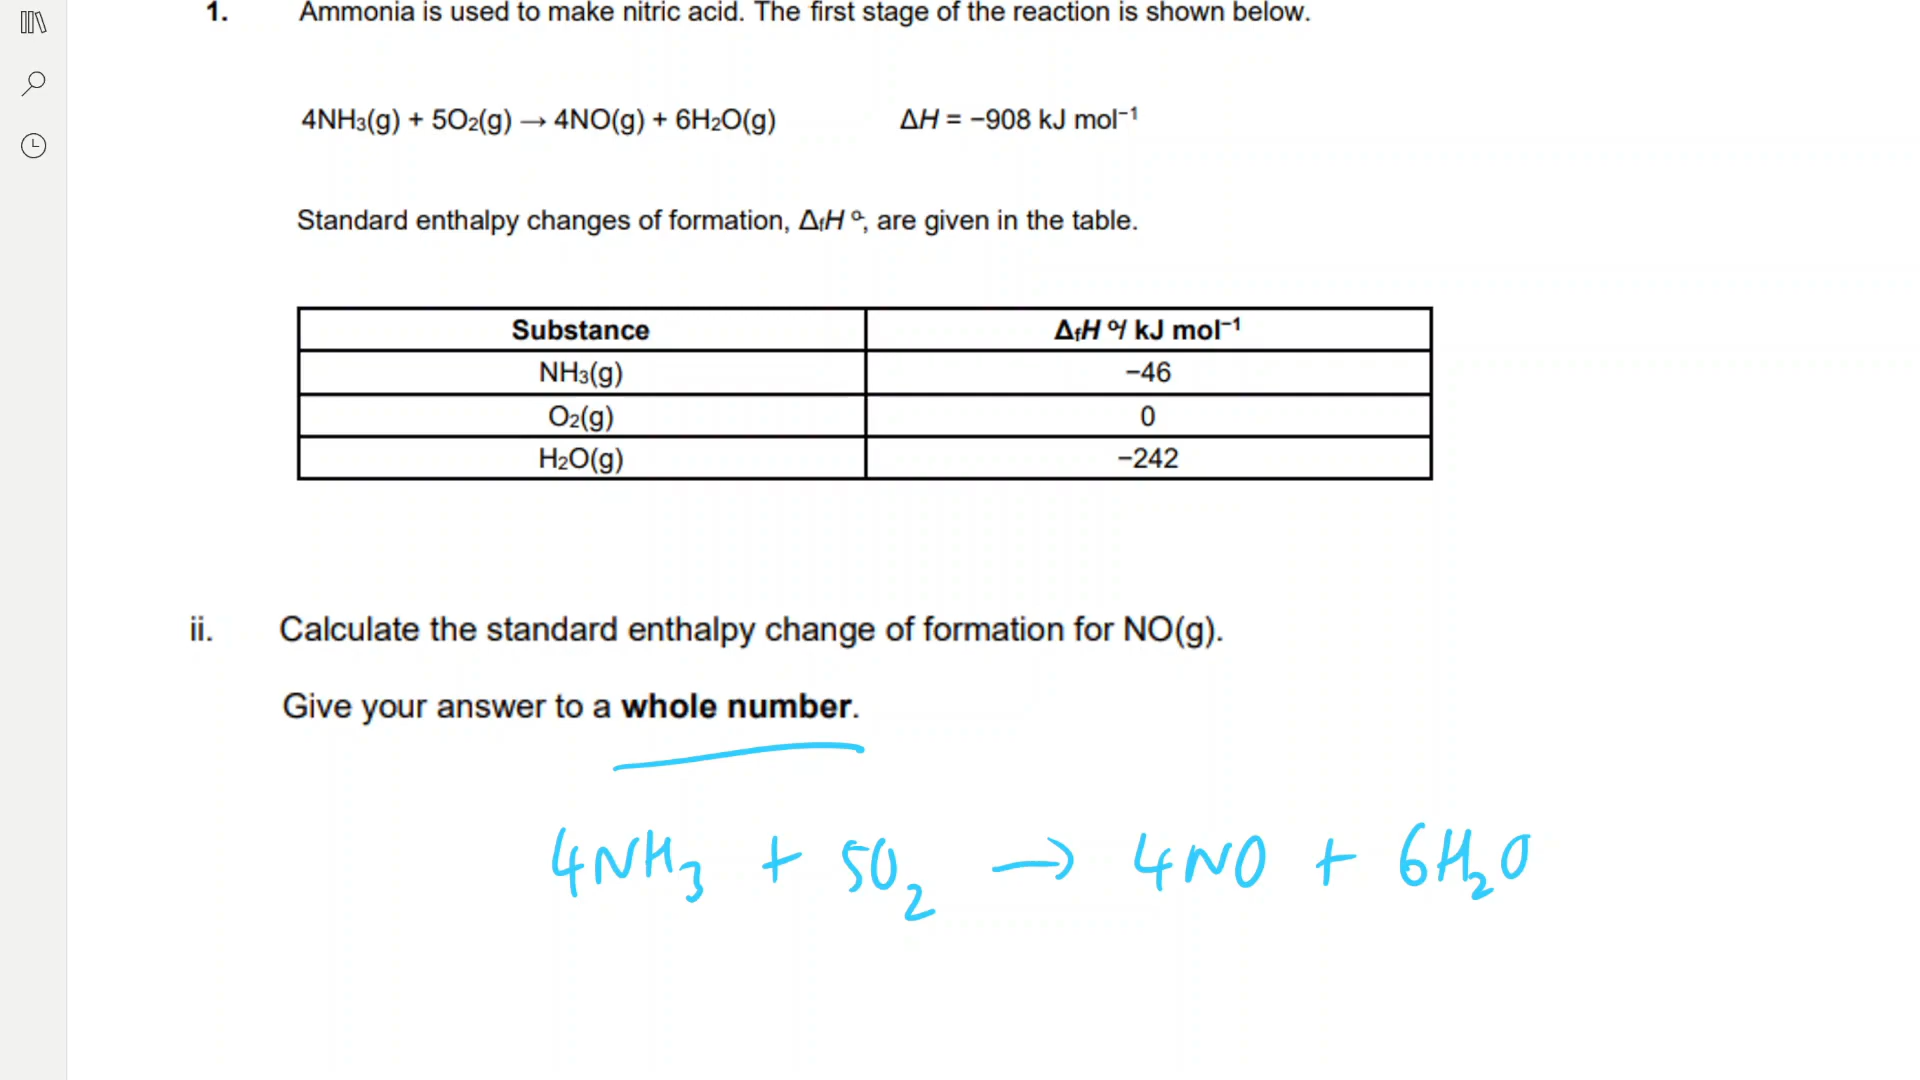 1. Ammonia is used to make nitric acid. The first stage of the reaction is shown below.
4NH₃(g) + 5O₂(g) → 4NO(g) + 6H₂O(g) ΔH = −908 kJ mol⁻¹
Standard enthalpy changes of formation, ΔfH °, are given in the table.
Substance ΔfH °/ kJ mol⁻¹
NH₃(g) −46
O₂(g) 0
H₂O(g) −242
ii. Calculate the standard enthalpy change of formation for NO(g).
Give your answer to a whole number.
4NH₃ + 5O₂ → 4NO + 6H₂O